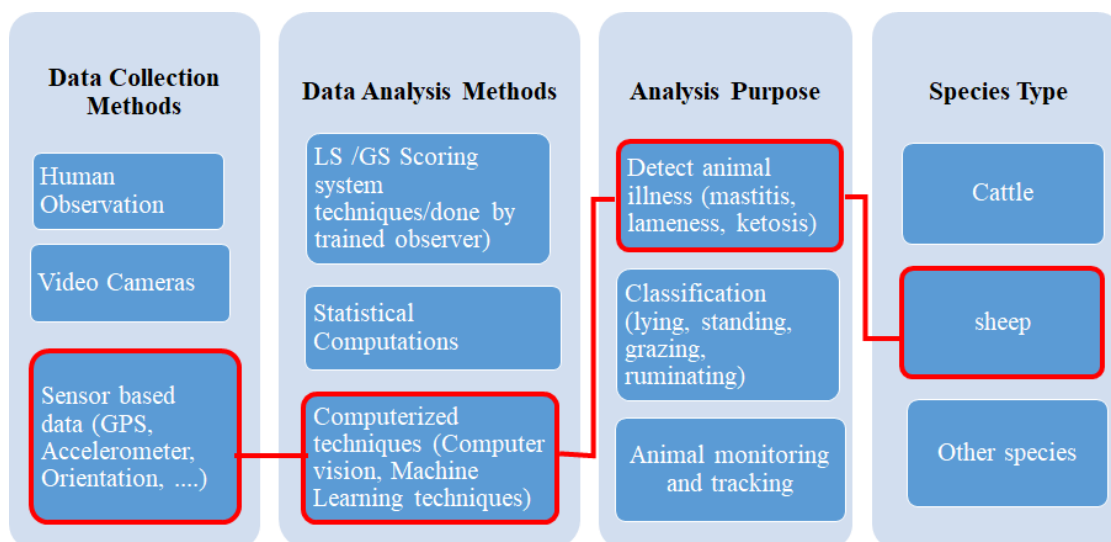 Data Collection
Methods
Human
Observation
Video Cameras
Sensor based
data (GPS,
Accelerometer,
Orientation, ....)
Data Analysis Methods
LS /GS Scoring
system
techniques/done by
trained observer)
Statistical
Computations
Computerized
techniques (Computer
vision, Machine
Learning techniques)
Analysis Purpose
Detect animal
illness (mastitis,
lameness, ketosis)
Classification
(lying, standing,
grazing,
ruminating)
Animal monitoring
and tracking
Species Type
Cattle
sheep
Other species